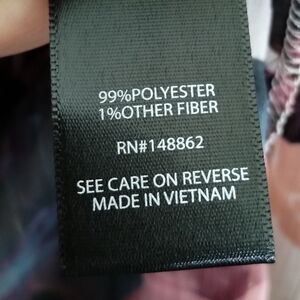 99%POLYESTER
1%OTHER FIBER
RN#148862
SEE CARE ON REVERSE
MADE IN VIETNAM